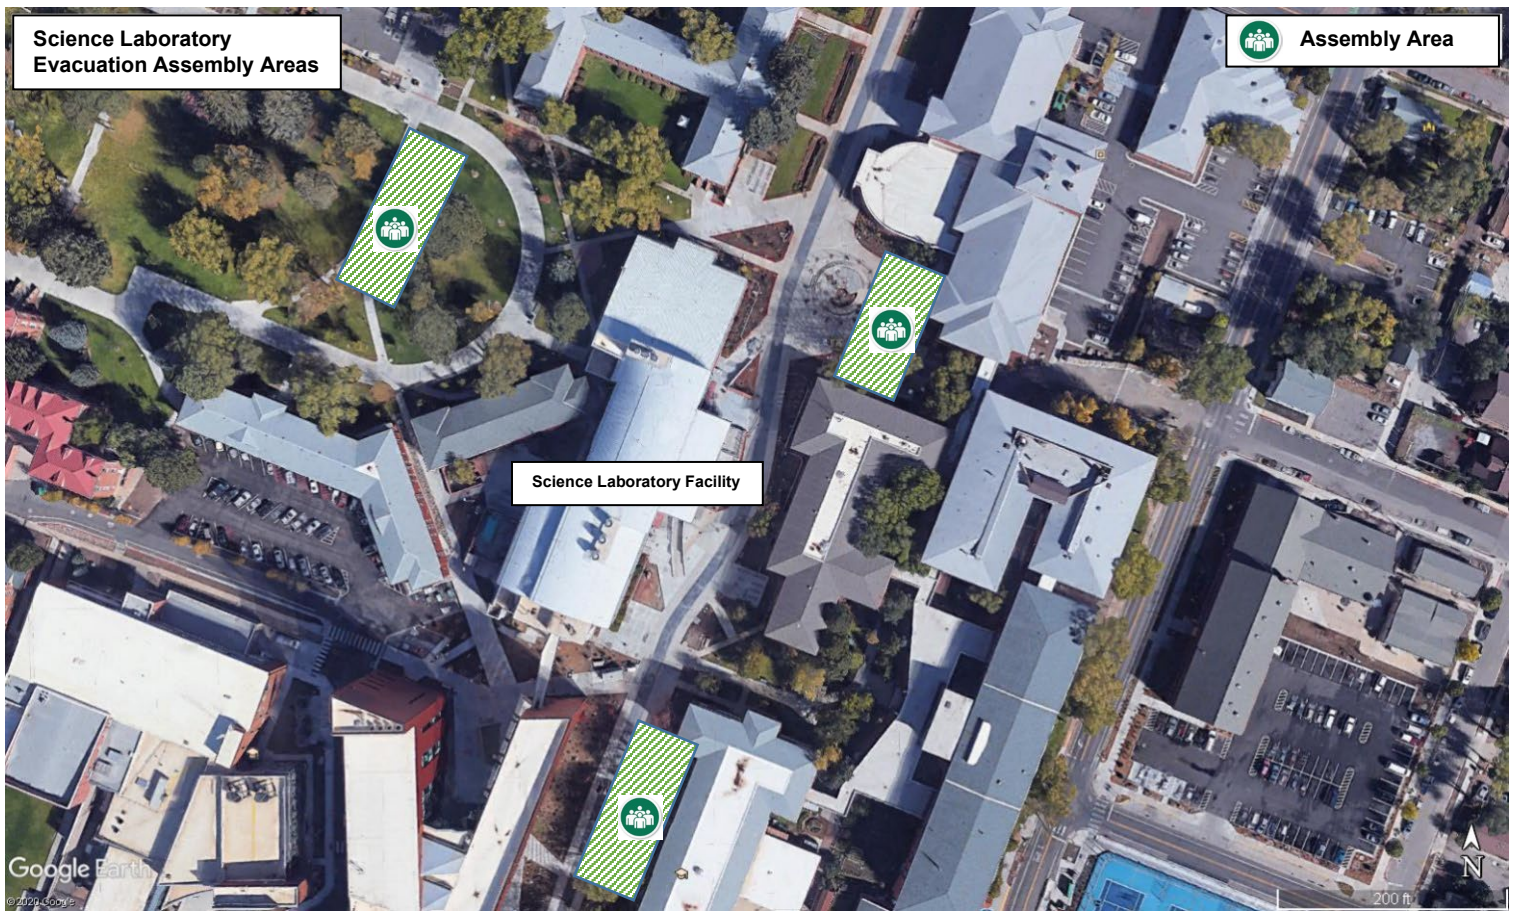 Science Laboratory
Evacuation Assembly Areas
Assembly Area
Science Laboratory Facility
Google Earth
©2020 Google
N
200 ft